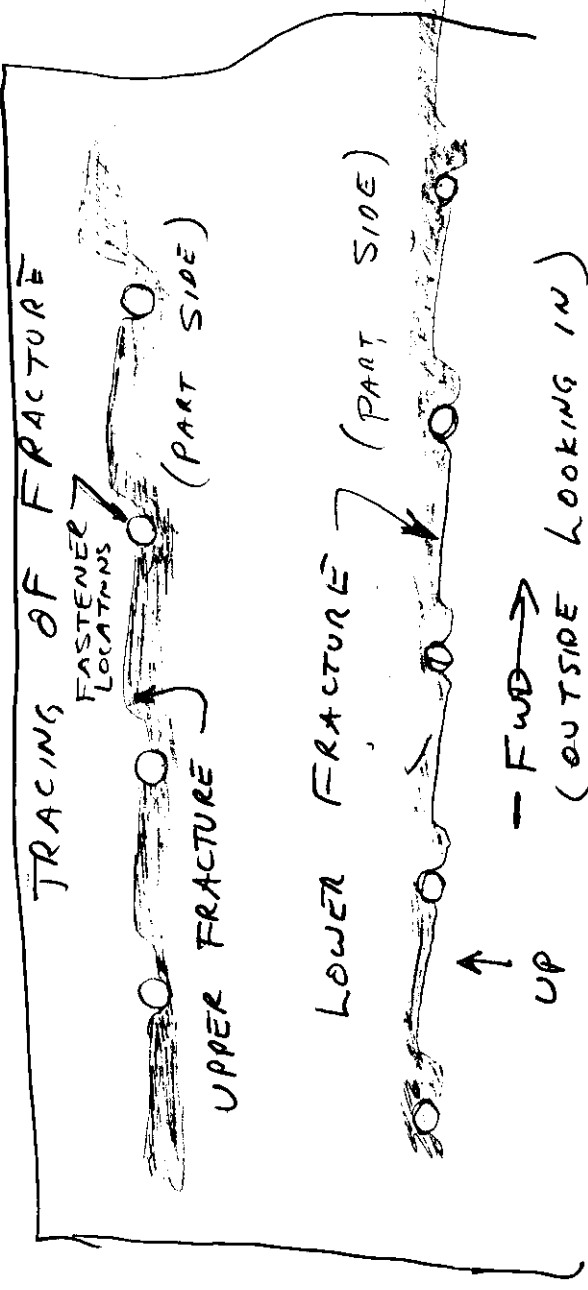 TRACING OF FRACTURE
FASTENER
LOCATIONS
(PART SIDE)
UPPER FRACTURE
LOWER FRACTURE
(PART SIDE)
UP
- FWD
(OUTSIDE LOOKING IN)